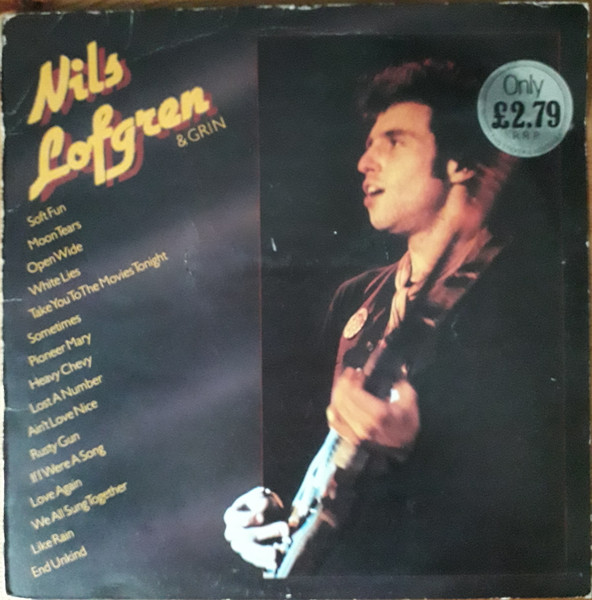 Nils
Lofgren
& GRIN
Only
£2.79
RRP
Soft Fun
Moon Tears
Open Wide
White Lies
Take You To The Movies Tonight
Sometimes
Pioneer Mary
Heavy Chevy
Lost A Number
Ain't Love Nice
Rusty Gun
If I Were A Song
Love Again
We All Sung Together
Like Rain
End Unkind